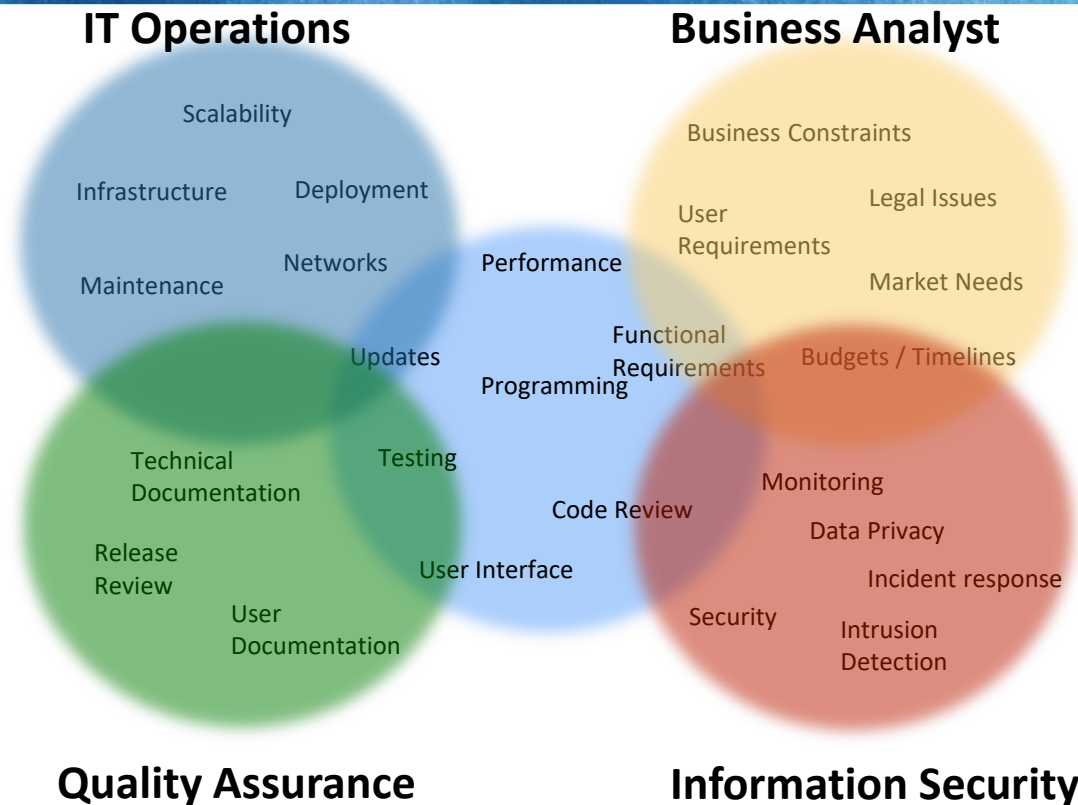 IT Operations
Business Analyst
Scalability
Business Constraints
Infrastructure
Deployment
Legal Issues
User
Requirements
Networks
Performance
Maintenance
Market Needs
Functional
Requirements
Updates
Budgets / Timelines
Programming
Technical
Documentation
Testing
Monitoring
Code Review
Data Privacy
Release
Review
User Interface
Incident response
User
Documentation
Security
Intrusion
Detection
Quality Assurance
Information Security